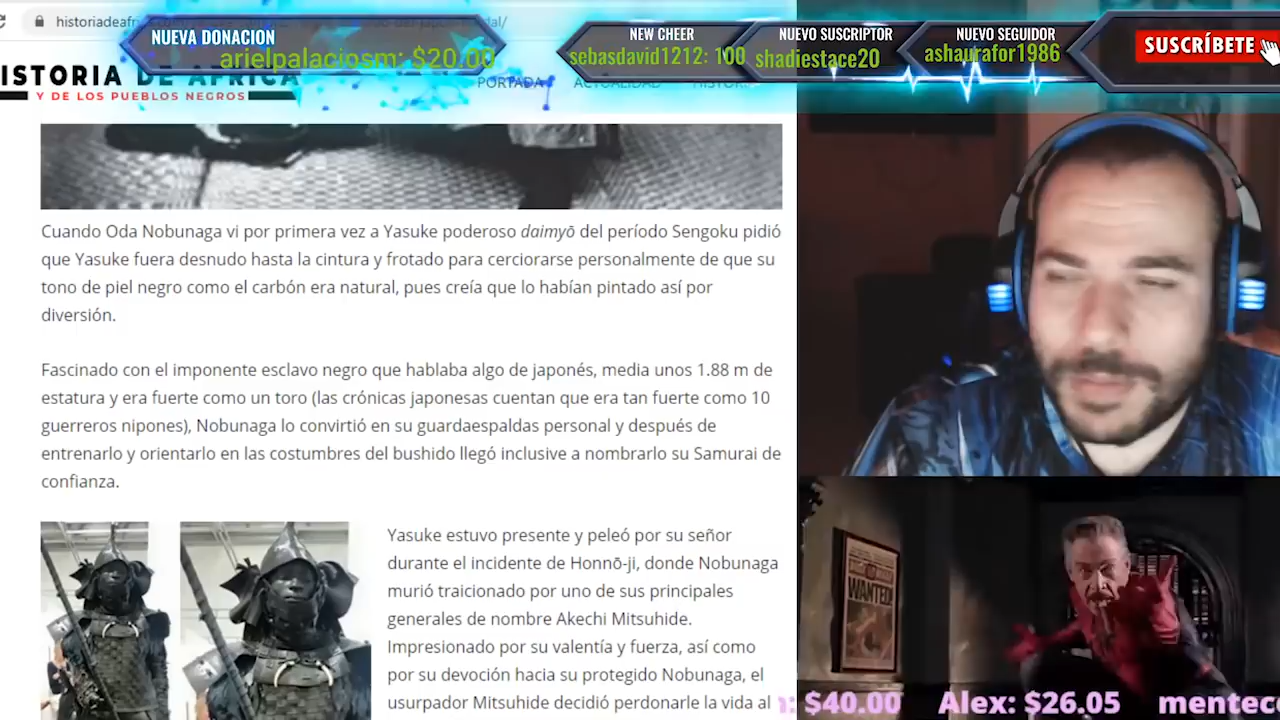 historiadeafr
NUEVA DONACION
arielpalaciosm: $20.00
NEW CHEER
sebasdavid1212: 100
NUEVO SUSCRIPTOR
shadiestace20
NUEVO SEGUIDOR
ashaurafor1986
SUSCRÍBETE
ISTORIA DE AFRICA
Y DE LOS PUEBLOS NEGROS
PORTADA ACTUALIDAD HISTOR
Cuando Oda Nobunaga vi por primera vez a Yasuke poderoso daimyō del período Sengoku pidió
que Yasuke fuera desnudo hasta la cintura y frotado para cerciorarse personalmente de que su
tono de piel negro como el carbón era natural, pues creía que lo habían pintado así por
diversión.
Fascinado con el imponente esclavo negro que hablaba algo de japonés, media unos 1.88 m de
estatura y era fuerte como un toro (las crónicas japonesas cuentan que era tan fuerte como 10
guerreros nipones), Nobunaga lo convirtió en su guardaespaldas personal y después de
entrenarlo y orientarlo en las costumbres del bushido llegó inclusive a nombrarlo su Samurai de
confianza.
Yasuke estuvo presente y peleó por su señor
durante el incidente de Honnō-ji, donde Nobunaga
murió traicionado por uno de sus principales
generales de nombre Akechi Mitsuhide.
Impresionado por su valentía y fuerza, así como
por su devoción hacia su protegido Nobunaga, el
usurpador Mitsuhide decidió perdonarle la vida al
WANTED!
: $40.00 Alex: $26.05 menteco